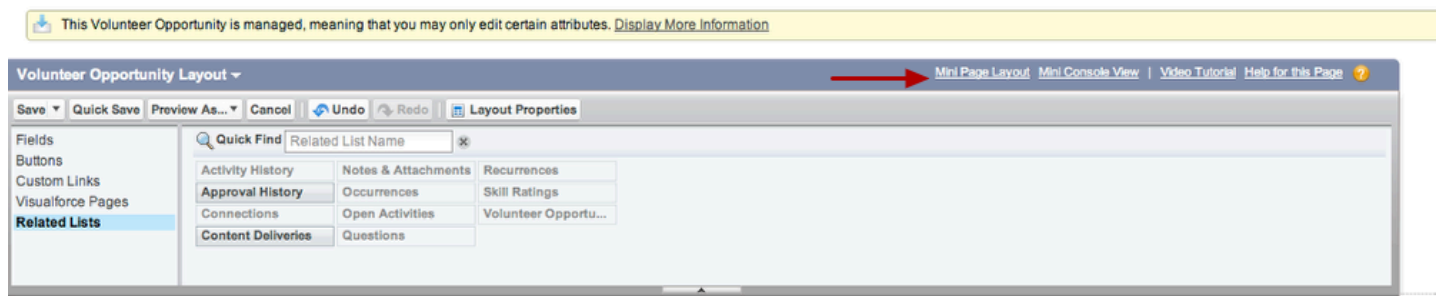 This Volunteer Opportunity is managed, meaning that you may only edit certain attributes. Display More Information
Volunteer Opportunity Layout Mini Page Layout Mini Console View | Video Tutorial Help for this Page ?
Save Quick Save Preview As... Cancel Undo Redo Layout Properties
Fields
Buttons
Custom Links
Visualforce Pages
Related Lists
Quick Find Related List Name
Activity History Notes & Attachments Recurrences
Approval History Occurrences Skill Ratings
Connections Open Activities Volunteer Opportu...
Content Deliveries Questions